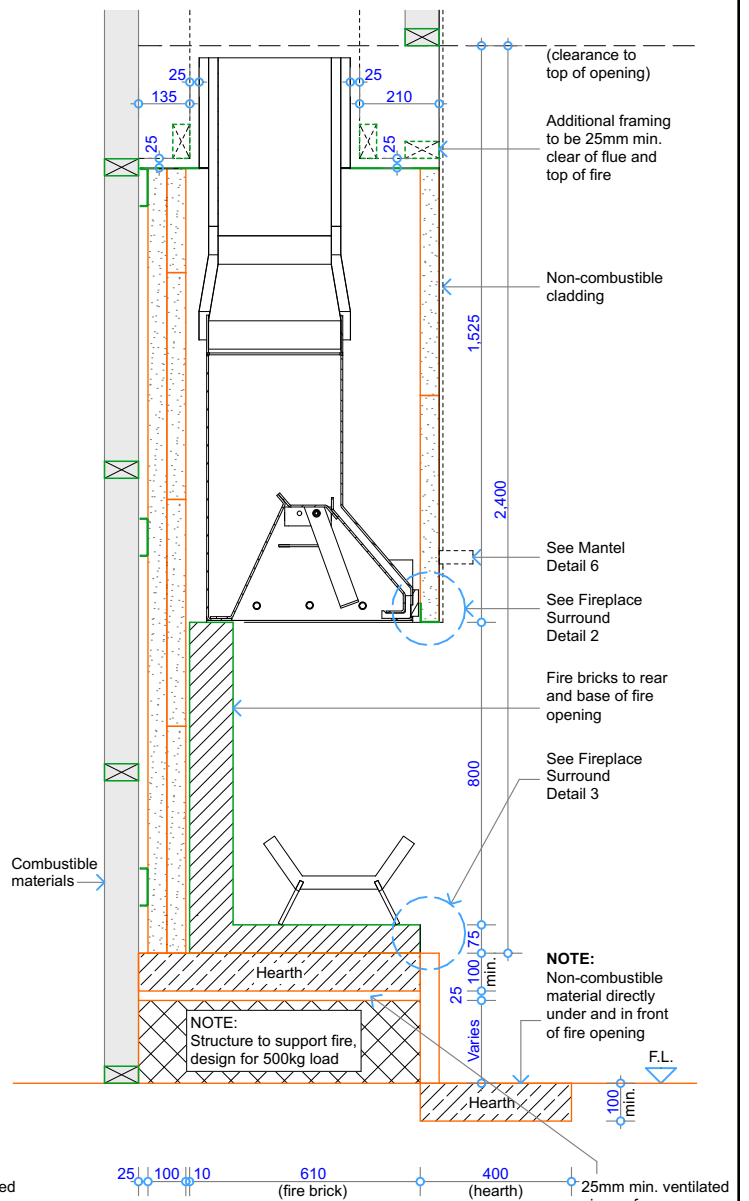 (clearance to
top of opening)
25
25
135
210
25
25
Additional framing
to be 25mm min.
clear of flue and
top of fire
Non-combustible
cladding
1,525
2,400
See Mantel
Detail 6
See Fireplace
Surround
Detail 2
Fire bricks to rear
and base of fire
opening
800
See Fireplace
Surround
Detail 3
Combustible
materials
75
100
min.
25
Varies
Hearth
NOTE:
Structure to support fire,
design for 500kg load
NOTE:
Non-combustible
material directly
under and in front
of fire opening
F.L.
Hearth
100
min.
25
100
10
610
(fire brick)
400
(hearth)
ed
25mm min. ventilated